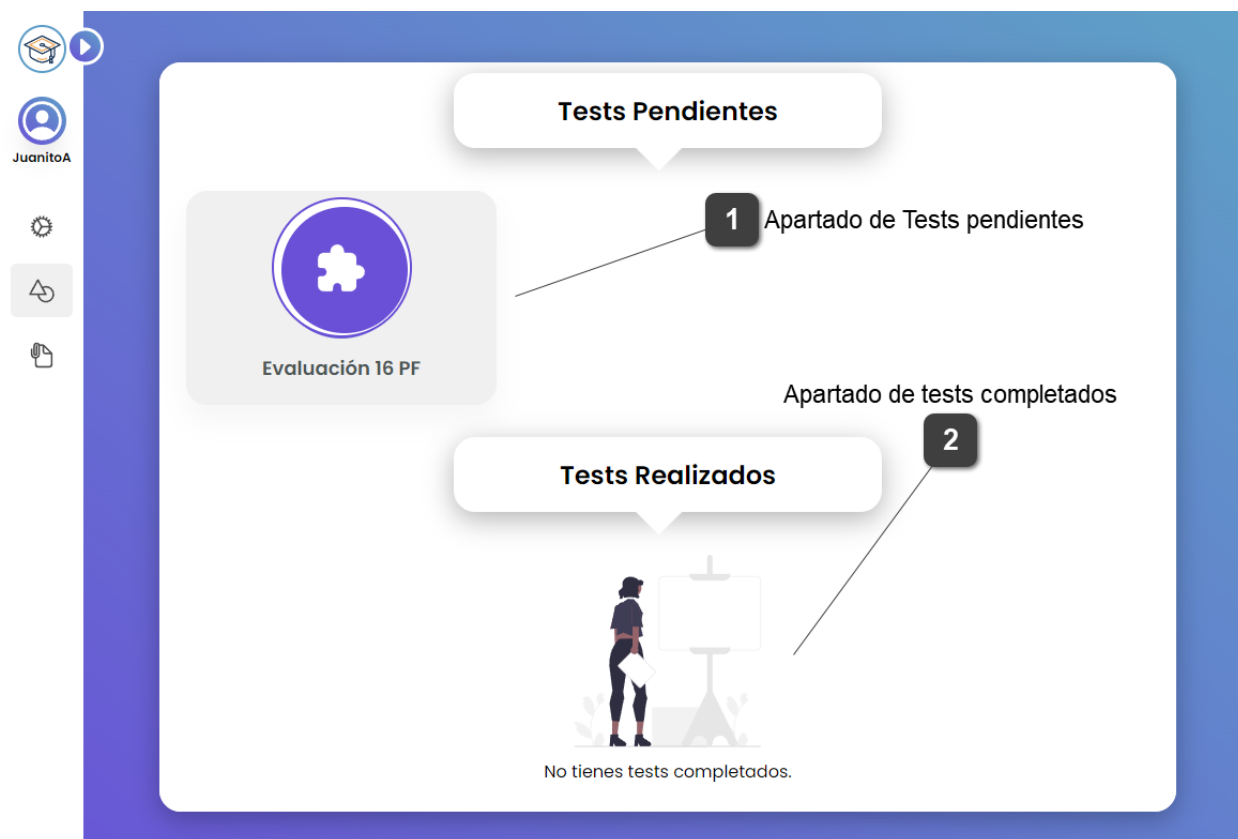 Tests Pendientes
JuanitoA
1 Apartado de Tests pendientes
Evaluación 16 PF
Apartado de tests completados
2
Tests Realizados
No tienes tests completados.